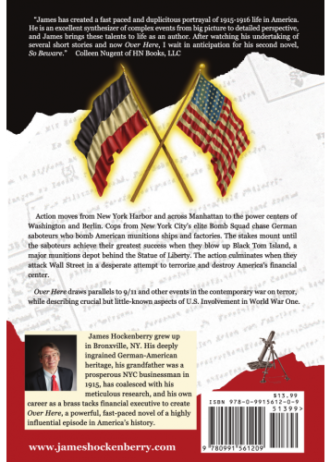 "James has created a fast paced and duplicitous portrayal of 1915-1916 life in America.
He is an excellent synthesizer of complex events from big picture to detailed perspective,
and James brings these talents to life as an author. After watching his undertaking of
several short stories and now Over Here, I wait in anticipation for his second novel,
So Beware." Colleen Nugent of HN Books, LLC
Action moves from New York Harbor and across Manhattan to the power centers of
Washington and Berlin. Cops from New York City's elite Bomb Squad chase German
saboteurs who bomb American munitions ships and factories. The stakes mount until
the saboteurs achieve their greatest success when they blow up Black Tom Island, a
major munitions depot behind the Statue of Liberty. The action culminates when they
attack Wall Street in a desperate attempt to terrorize and destroy America's financial
center.
Over Here draws parallels to 9/11 and other events in the contemporary war on terror,
while describing crucial but little-known aspects of U.S. Involvement in World War One.
James Hockenberry grew up
in Bronxville, NY. His deeply
ingrained German-American
heritage, his grandfather was a
prosperous NYC businessman in
1915, has coalesced with his
meticulous research, and his own
career as a brass tacks financial executive to create
Over Here, a powerful, fast-paced novel of a highly
influential episode in America's history.
www.jameshockenberry.com
$13.99
ISBN 978-0-9915612-0-9
51399>
9 780991 561209